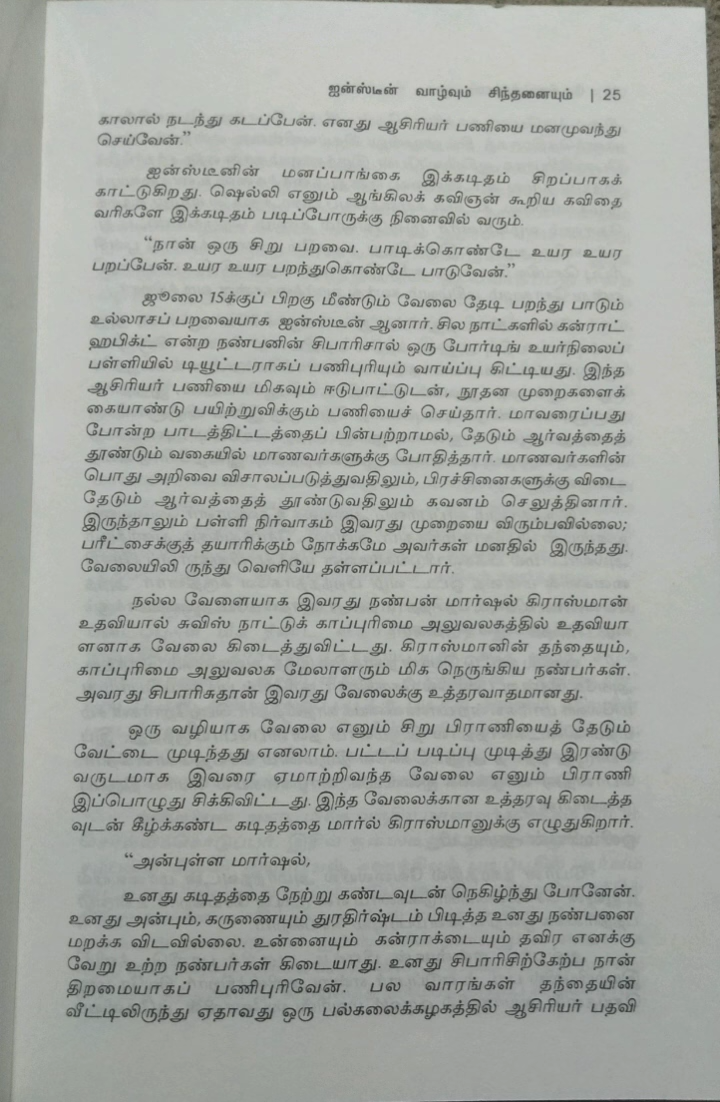 ஐன்ஸ்டீன் வாழ்வும் சிந்தனையும் | 25
காலால் நடந்து கடப்பேன். எனது ஆசிரியர் பணியை மனமுவந்து
செய்வேன்.”
ஐன்ஸ்டீனின் மனப்பாங்கை இக்கடிதம் சிறப்பாகக்
காட்டுகிறது. ஷெல்லி எனும் ஆங்கிலக் கவிஞன் கூறிய கவிதை
வரிகளே இக்கடிதம் படிப்போருக்கு நினைவில் வரும்.
“நான் ஒரு சிறு பறவை. பாடிக்கொண்டே உயர உயர
பறப்பேன். உயர உயர பறந்துகொண்டே பாடுவேன்.”
ஜூலை 15க்குப் பிறகு மீண்டும் வேலை தேடி பறந்து பாடும்
உல்லாசப் பறவையாக ஐன்ஸ்டீன் ஆனார். சில நாட்களில் கன்ராட்
ஹபிக்ட் என்ற நண்பனின் சிபாரிசால் ஒரு போர்டிங் உயர்நிலைப்
பள்ளியில் டியூட்டராகப் பணிபுரியும் வாய்ப்பு கிட்டியது. இந்த
ஆசிரியர் பணியை மிகவும் ஈடுபாட்டுடன், நூதன முறைகளைக்
கையாண்டு பயிற்றுவிக்கும் பணியைச் செய்தார். மாவரைப்பது
போன்ற பாடத்திட்டத்தைப் பின்பற்றாமல், தேடும் ஆர்வத்தைத்
தூண்டும் வகையில் மாணவர்களுக்கு போதித்தார். மாணவர்களின்
பொது அறிவை விசாலப்படுத்துவதிலும், பிரச்சினைகளுக்கு விடை
தேடும் ஆர்வத்தைத் தூண்டுவதிலும் கவனம் செலுத்தினார்.
இருந்தாலும் பள்ளி நிர்வாகம் இவரது முறையை விரும்பவில்லை;
பரீட்சைக்குத் தயாரிக்கும் நோக்கமே அவர்கள் மனதில் இருந்தது.
வேலையிலி ருந்து வெளியே தள்ளப்பட்டார்.
நல்ல வேளையாக இவரது நண்பன் மார்ஷல் கிராஸ்மான்
உதவியால் சுவிஸ் நாட்டுக் காப்புரிமை அலுவலகத்தில் உதவியா
ளனாக வேலை கிடைத்துவிட்டது. கிராஸ்மானின் தந்தையும்,
காப்புரிமை அலுவலக மேலாளரும் மிக நெருங்கிய நண்பர்கள்.
அவரது சிபாரிசுதான் இவரது வேலைக்கு உத்தரவாதமானது.
ஒரு வழியாக வேலை எனும் சிறு பிராணியைத் தேடும்
வேட்டை முடிந்தது எனலாம். பட்டப் படிப்பு முடித்து இரண்டு
வருடமாக இவரை ஏமாற்றிவந்த வேலை எனும் பிராணி
இப்பொழுது சிக்கிவிட்டது. இந்த வேலைக்கான உத்தரவு கிடைத்த
வுடன் கீழ்க்கண்ட கடிதத்தை மார்ல் கிராஸ்மானுக்கு எழுதுகிறார்.
“அன்புள்ள மார்ஷல்,
உனது கடிதத்தை நேற்று கண்டவுடன் நெகிழ்ந்து போனேன்.
உனது அன்பும், கருணையும் துரதிர்ஷ்டம் பிடித்த உனது நண்பனை
மறக்க விடவில்லை. உன்னையும் கன்ராக்டையும் தவிர எனக்கு
வேறு உற்ற நண்பர்கள் கிடையாது. உனது சிபாரிசிற்கேற்ப நான்
திறமையாகப் பணிபுரிவேன். பல வாரங்கள் தந்தையின்
வீட்டிலிருந்து ஏதாவது ஒரு பல்கலைக்கழகத்தில் ஆசிரியர் பதவி